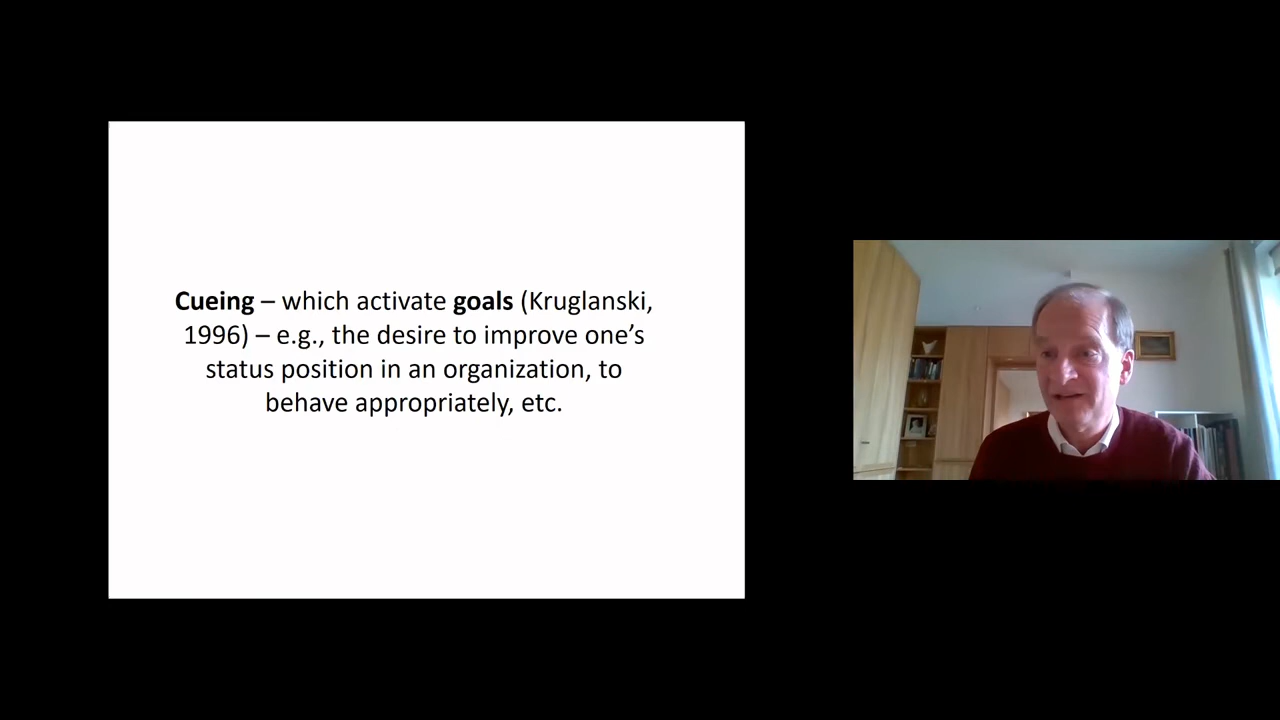 Cueing – which activate goals (Kruglanski,
1996) – e.g., the desire to improve one’s
status position in an organization, to
behave appropriately, etc.